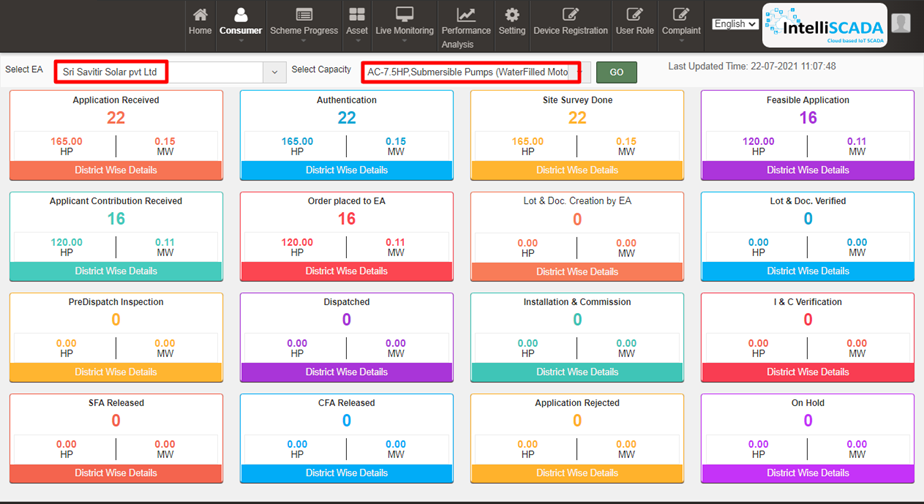 Home
Consumer
Scheme Progress
Asset
Live Monitoring
Performance
Analysis
Setting
Device Registration
User Role
Complaint
English
IntelliSCADA
Cloud based IoT SCADA
Select EA
Sri Savitir Solar pvt Ltd
Select Capacity
AC-7.5HP,Submersible Pumps (WaterFilled Moto
GO
Last Updated Time: 22-07-2021 11:07:48
Application Received
22
165.00 0.15
HP MW
District Wise Details
Authentication
22
165.00 0.15
HP MW
District Wise Details
Site Survey Done
22
165.00 0.15
HP MW
District Wise Details
Feasible Application
16
120.00 0.11
HP MW
District Wise Details
Applicant Contribution Received
16
120.00 0.11
HP MW
District Wise Details
Order placed to EA
16
120.00 0.11
HP MW
District Wise Details
Lot & Doc. Creation by EA
0
0.00 0.00
HP MW
District Wise Details
Lot & Doc. Verified
0
0.00 0.00
HP MW
District Wise Details
PreDispatch Inspection
0
0.00 0.00
HP MW
District Wise Details
Dispatched
0
0.00 0.00
HP MW
District Wise Details
Installation & Commission
0
0.00 0.00
HP MW
District Wise Details
I & C Verification
0
0.00 0.00
HP MW
District Wise Details
SFA Released
0
0.00 0.00
HP MW
District Wise Details
CFA Released
0
0.00 0.00
HP MW
District Wise Details
Application Rejected
0
0.00 0.00
HP MW
District Wise Details
On Hold
0
0.00 0.00
HP MW
District Wise Details